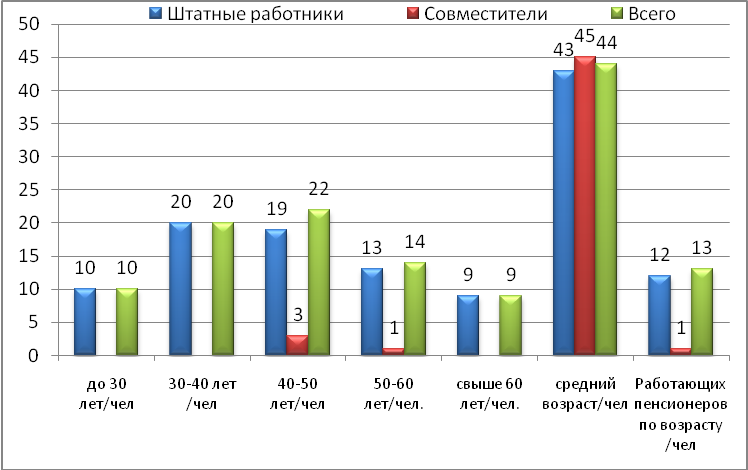 Штатные работники Совместители Всего
50
45
40
35
30
25
20
15
10
5
0
10 10
20 20
19 3 22
13 1 14
9 9
43 45 44
12 1 13
до 30
лет/чел
30-40 лет
/чел
40-50
лет/чел
50-60
лет/чел.
свыше 60
лет/чел.
средний
возраст/чел
Работающих
пенсионеров
по возрасту
/чел